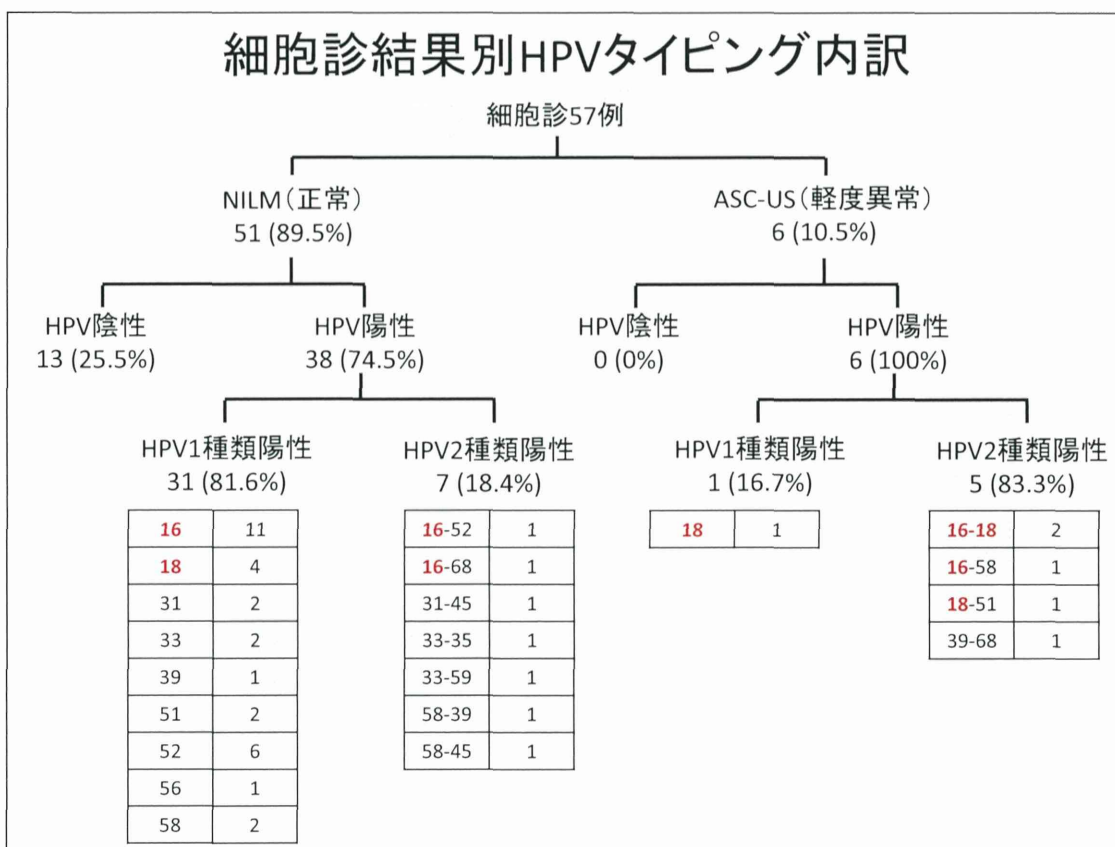 細胞診結果別HPVタイピング内訳
細胞診57例
NILM(正常)
51 (89.5%)
ASC-US(軽度異常)
6 (10.5%)
HPV陰性
13 (25.5%)
HPV陽性
38 (74.5%)
HPV陰性
0 (0%)
HPV陽性
6 (100%)
HPV1種類陽性
31 (81.6%)
16 11
18 4
31 2
33 2
39 1
51 2
52 6
56 1
58 2
HPV2種類陽性
7 (18.4%)
16-52 1
16-68 1
31-45 1
33-35 1
33-59 1
58-39 1
58-45 1
HPV1種類陽性
1 (16.7%)
18 1
HPV2種類陽性
5 (83.3%)
16-18 2
16-58 1
18-51 1
39-68 1